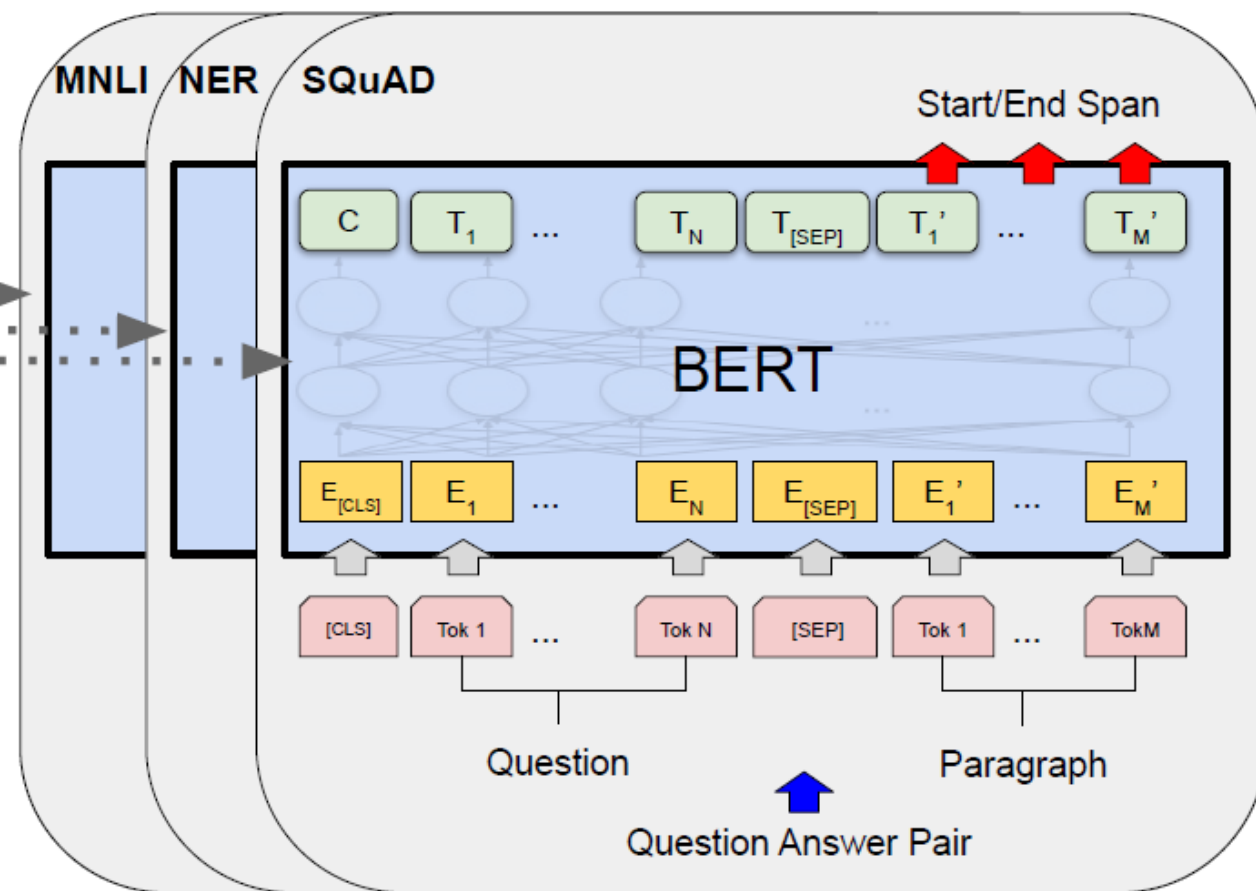 MNLI NER SQuAD
Start/End Span
C T1 ... TN T[SEP] T1’ ... TM’
...
BERT
...
E[CLS] E1 ... EN E[SEP] E1’ ... EM’
[CLS] Tok 1 ... Tok N [SEP] Tok 1 ... TokM
Question Paragraph
Question Answer Pair